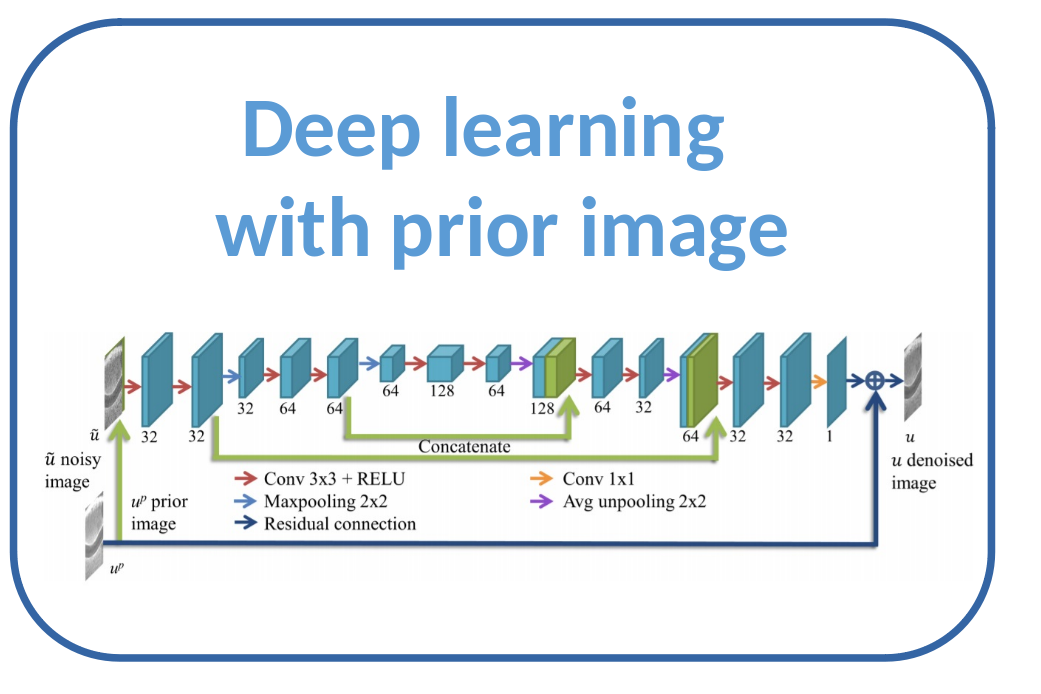 Deep learning
with prior image
32
32
32
64
64
64
128
64
128
64
32
64
32
32
1
ũ
u
Concatenate
ũ noisy
image
u denoised
image
uᵖ prior
image
Conv 3x3 + RELU
Maxpooling 2x2
Residual connection
Conv 1x1
Avg unpooling 2x2
uᵖ